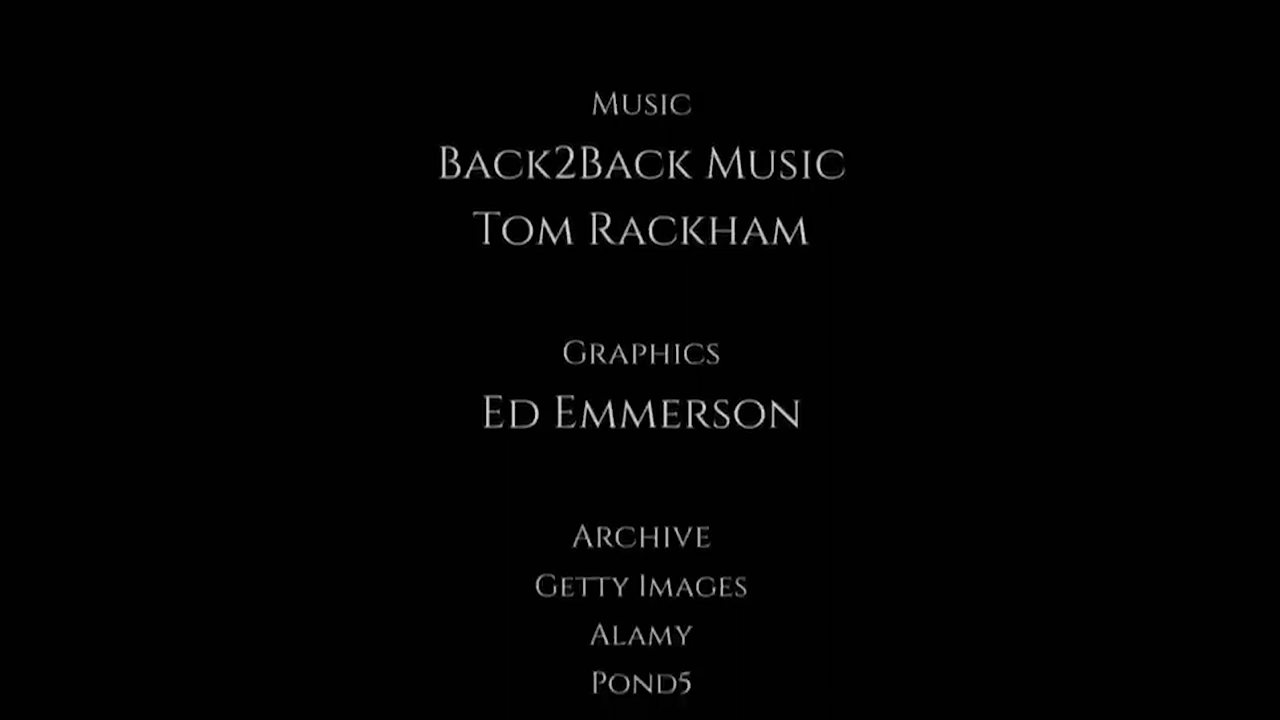 Music
Back2Back Music
Tom Rackham
Graphics
Ed Emmerson
Archive
Getty Images
Alamy
Pond5